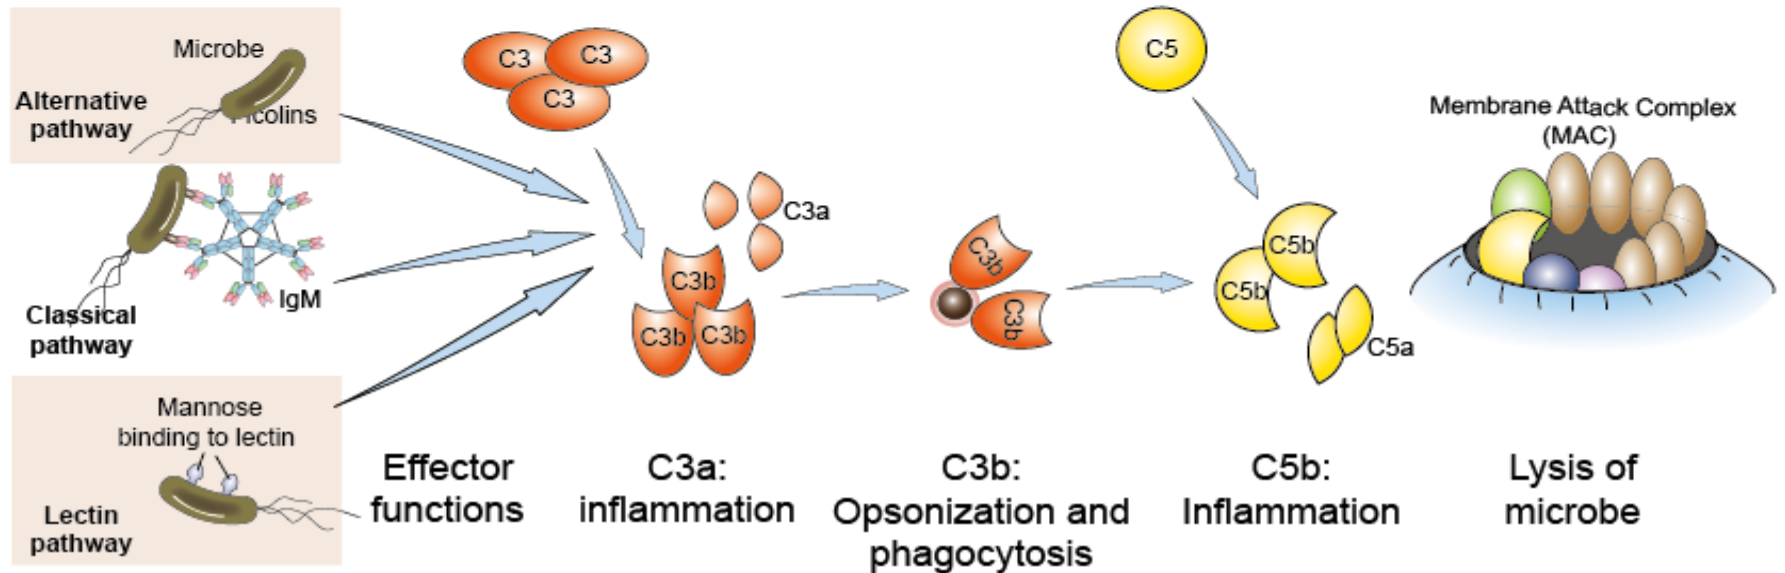 Microbe
Alternative
pathway
C3
C3
C3
C5
Membrane Attack Complex
(MAC)
C3a
C3b
C3b
C3b
C3b
C3b
C5b
C5b
C5a
IgM
Classical
pathway
Mannose
binding to lectin
Lectin
pathway
Effector
functions
C3a:
inflammation
C3b:
Opsonization and
phagocytosis
C5b:
Inflammation
Lysis of
microbe